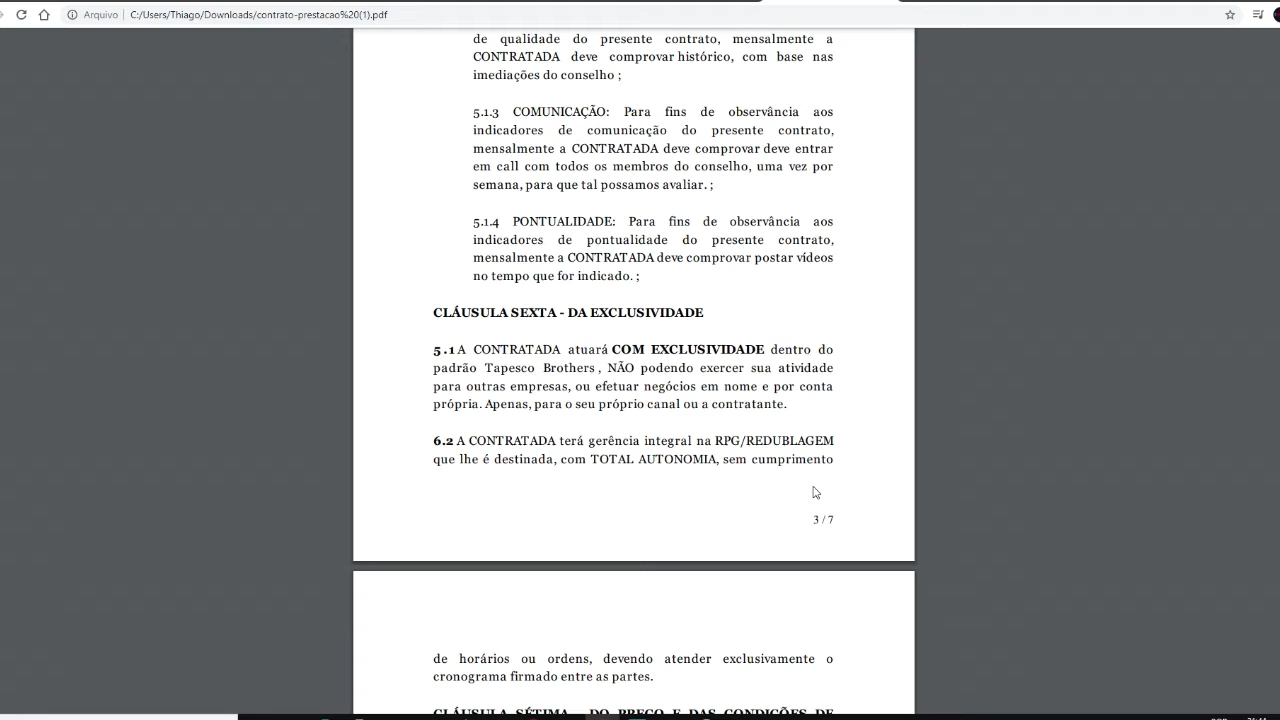 Arquivo
C:/Users/Thiago/Downloads/contrato-prestacao%20(1).pdf
de qualidade do presente contrato, mensalmente a
CONTRATADA deve comprovar histórico, com base nas
imediações do conselho ;
5.1.3 COMUNICAÇÃO: Para fins de observância aos
indicadores de comunicação do presente contrato,
mensalmente a CONTRATADA deve comprovar deve entrar
em call com todos os membros do conselho, uma vez por
semana, para que tal possamos avaliar. ;
5.1.4 PONTUALIDADE: Para fins de observância aos
indicadores de pontualidade do presente contrato,
mensalmente a CONTRATADA deve comprovar postar vídeos
no tempo que for indicado. ;
CLÁUSULA SEXTA - DA EXCLUSIVIDADE
5.1 A CONTRATADA atuará COM EXCLUSIVIDADE dentro do
padrão Tapesco Brothers , NÃO podendo exercer sua atividade
para outras empresas, ou efetuar negócios em nome e por conta
própria. Apenas, para o seu próprio canal ou a contratante.
6.2 A CONTRATADA terá gerência integral na RPG/REDUBLAGEM
que lhe é destinada, com TOTAL AUTONOMIA, sem cumprimento
3 / 7
de horários ou ordens, devendo atender exclusivamente o
cronograma firmado entre as partes.
CLÁUSULA SÉTIMA - DO PREÇO E DAS CONDIÇÕES DE